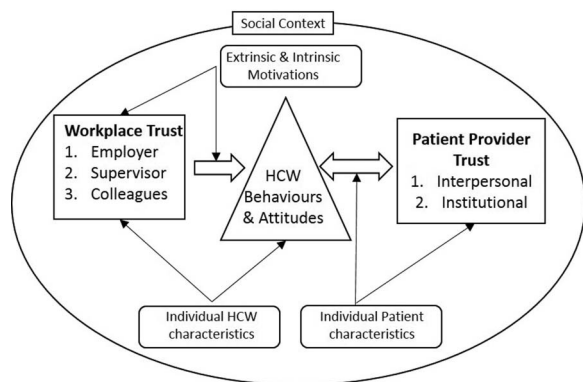 Social Context
Extrinsic & Intrinsic
Motivations
Workplace Trust
1. Employer
2. Supervisor
3. Colleagues
HCW
Behaviours
& Attitudes
Patient Provider
Trust
1. Interpersonal
2. Institutional
Individual HCW
characteristics
Individual Patient
characteristics